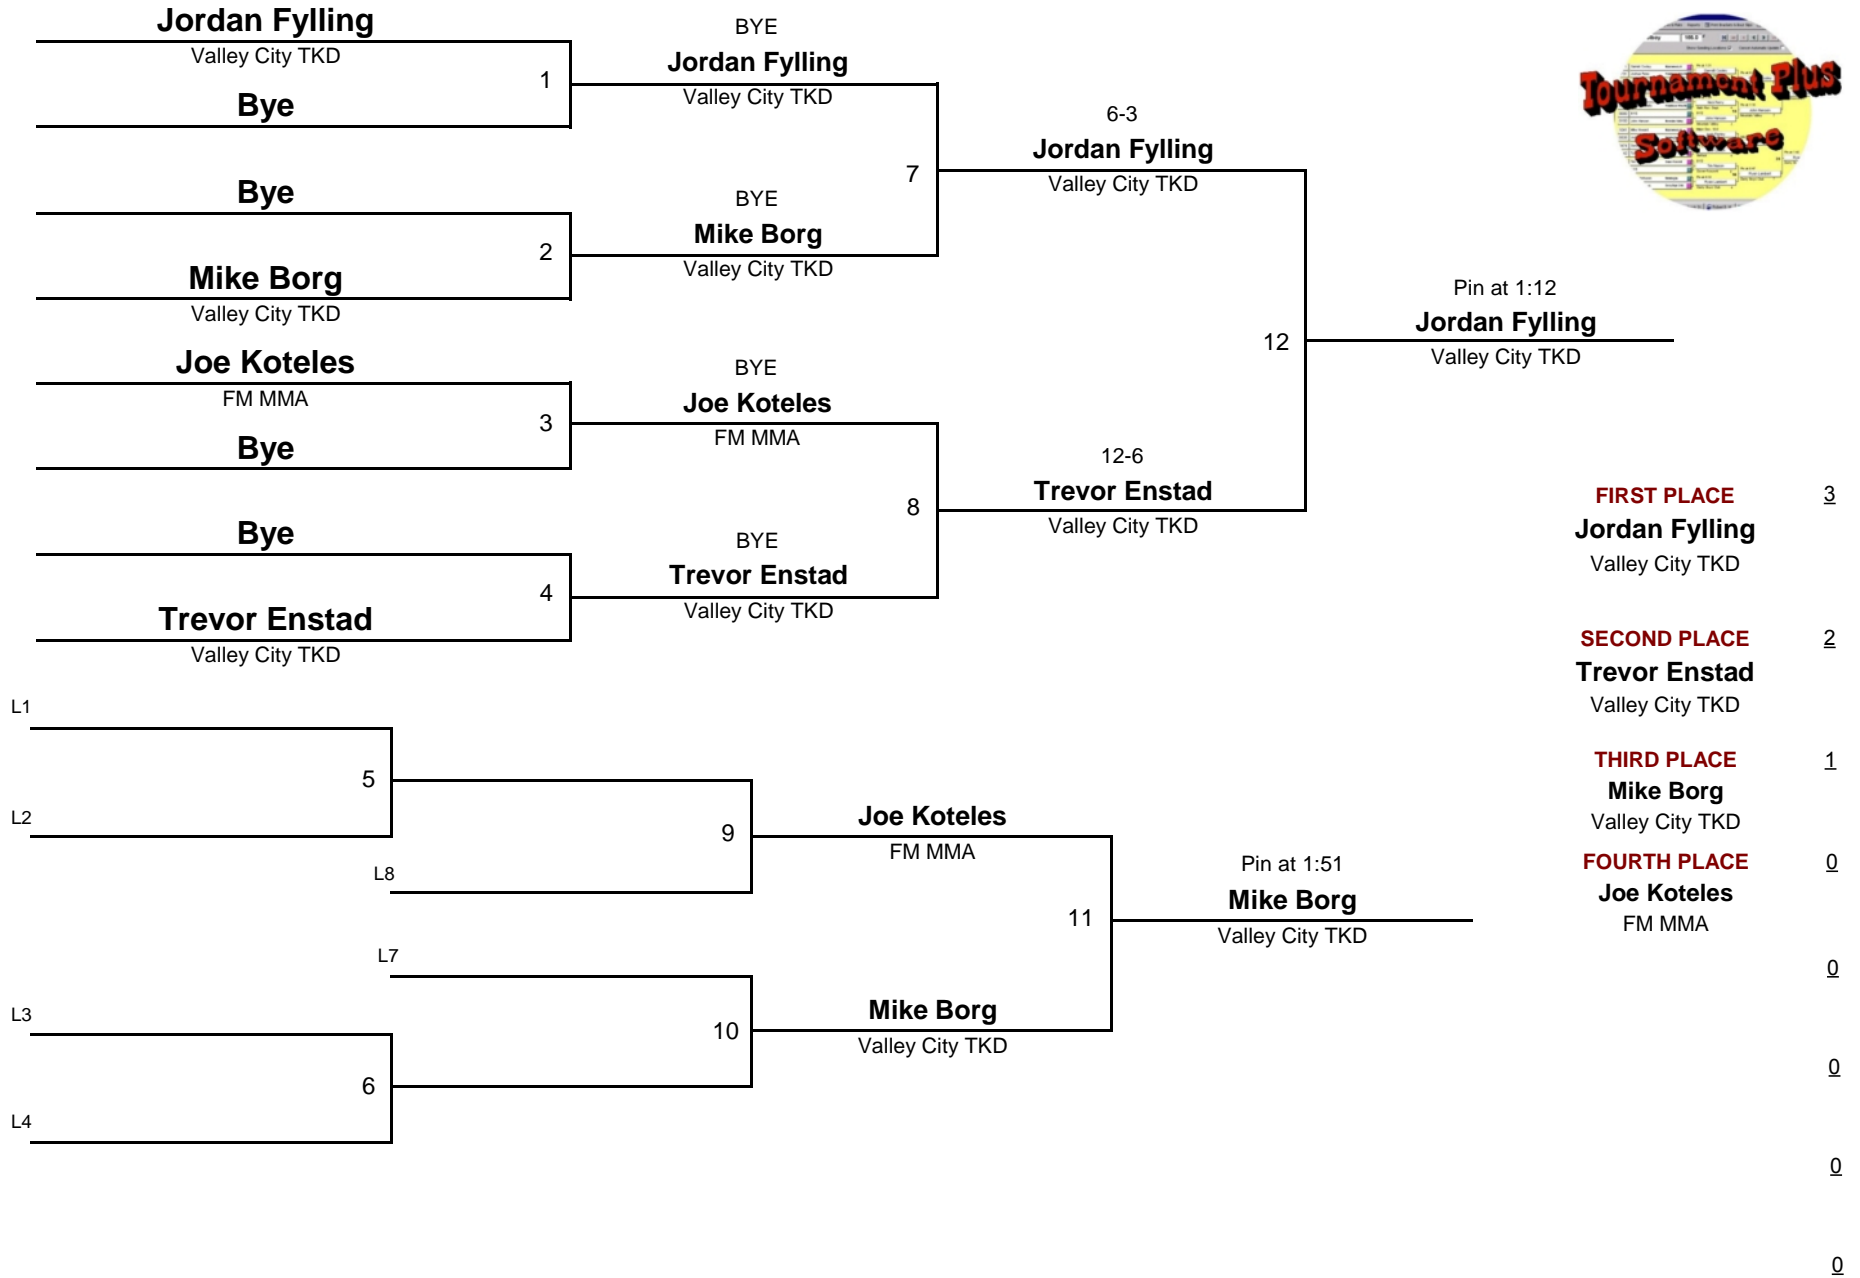 Jordan Fylling
Valley City TKD
1
Bye
Bye
2
Mike Borg
Valley City TKD
Joe Koteles
FM MMA
3
Bye
Bye
4
Trevor Enstad
Valley City TKD
BYE
Jordan Fylling
Valley City TKD
7
BYE
Mike Borg
Valley City TKD
BYE
Joe Koteles
FM MMA
8
BYE
Trevor Enstad
Valley City TKD
6-3
Jordan Fylling
Valley City TKD
12
12-6
Trevor Enstad
Valley City TKD
Pin at 1:12
Jordan Fylling
Valley City TKD
Tournament Plus
Software
FIRST PLACE 3
Jordan Fylling
Valley City TKD
SECOND PLACE 2
Trevor Enstad
Valley City TKD
THIRD PLACE 1
Mike Borg
Valley City TKD
FOURTH PLACE 0
Joe Koteles
FM MMA
0
0
0
0
L1
5
L2
9
L8
L7
L3
10
6
L4
Joe Koteles
FM MMA
11
Mike Borg
Valley City TKD
Pin at 1:51
Mike Borg
Valley City TKD